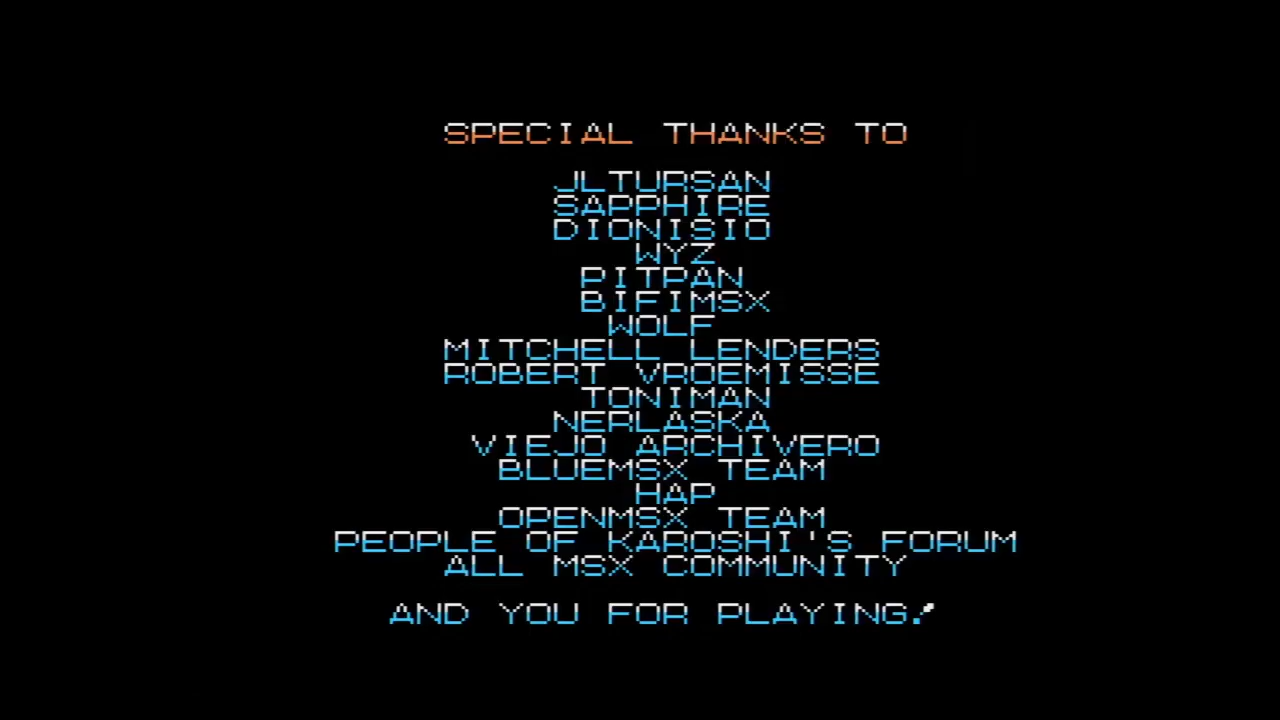 SPECIAL THANKS TO
JLTURSAN
SAPPHIRE
DIONISIO
WYZ
PITPAN
BIFIMSX
WOLF
MITCHELL LENDERS
ROBERT VROEMISSE
TONIMAN
NERLASKA
VIEJO ARCHIVERO
BLUEMSX TEAM
HAP
OPENMSX TEAM
PEOPLE OF KAROSHI'S FORUM
ALL MSX COMMUNITY
AND YOU FOR PLAYING!